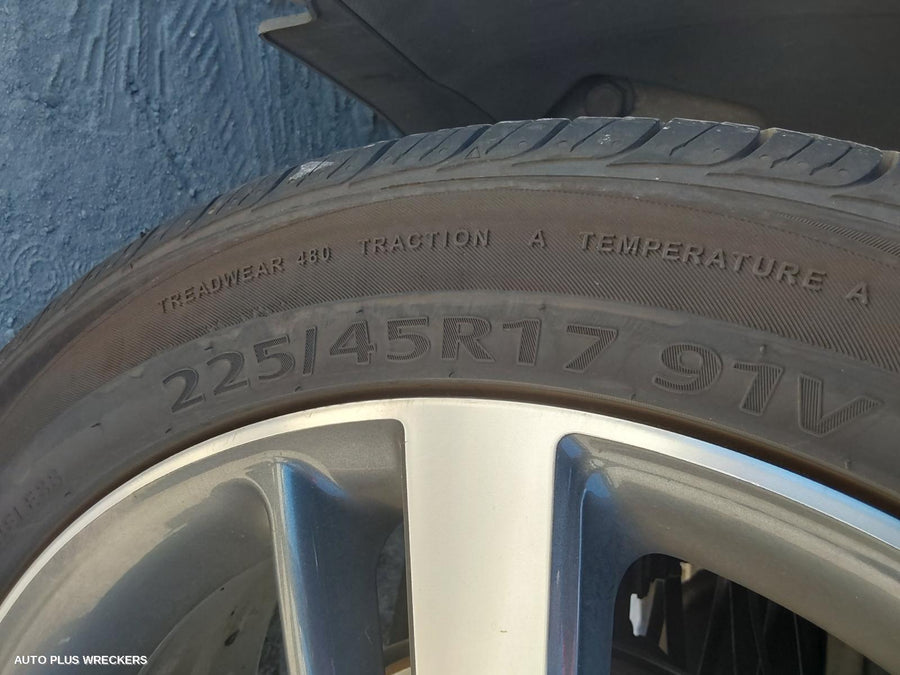 TREADWEAR 480 TRACTION A TEMPERATURE A
225/45R17 91V
AUTO PLUS WRECKERS